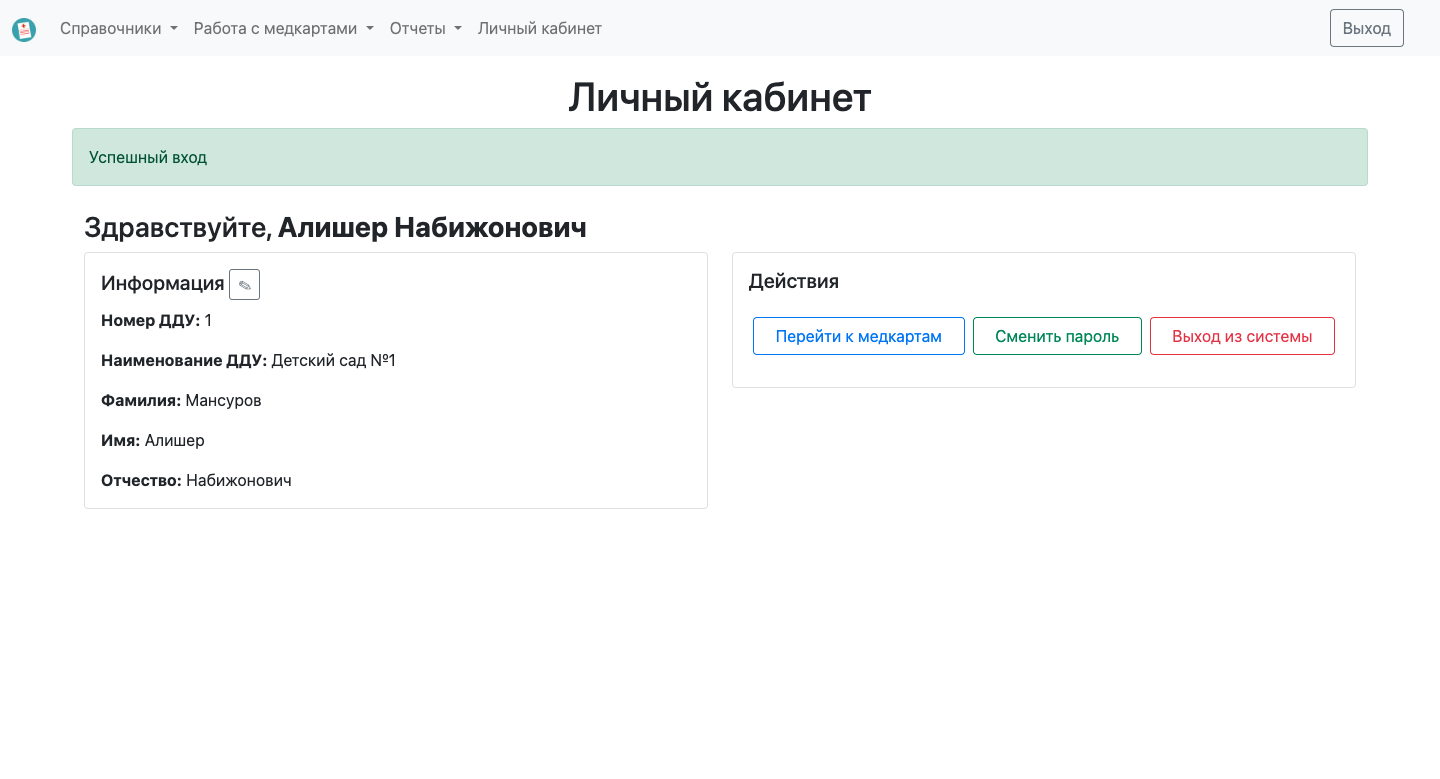 Справочники Работа с медкартами Отчеты Личный кабинет Выход
Личный кабинет
Успешный вход
Здравствуйте, Алишер Набижонович
Информация
Номер ДДУ: 1
Наименование ДДУ: Детский сад №1
Фамилия: Мансуров
Имя: Алишер
Отчество: Набижонович
Действия
Перейти к медкартам Сменить пароль Выход из системы